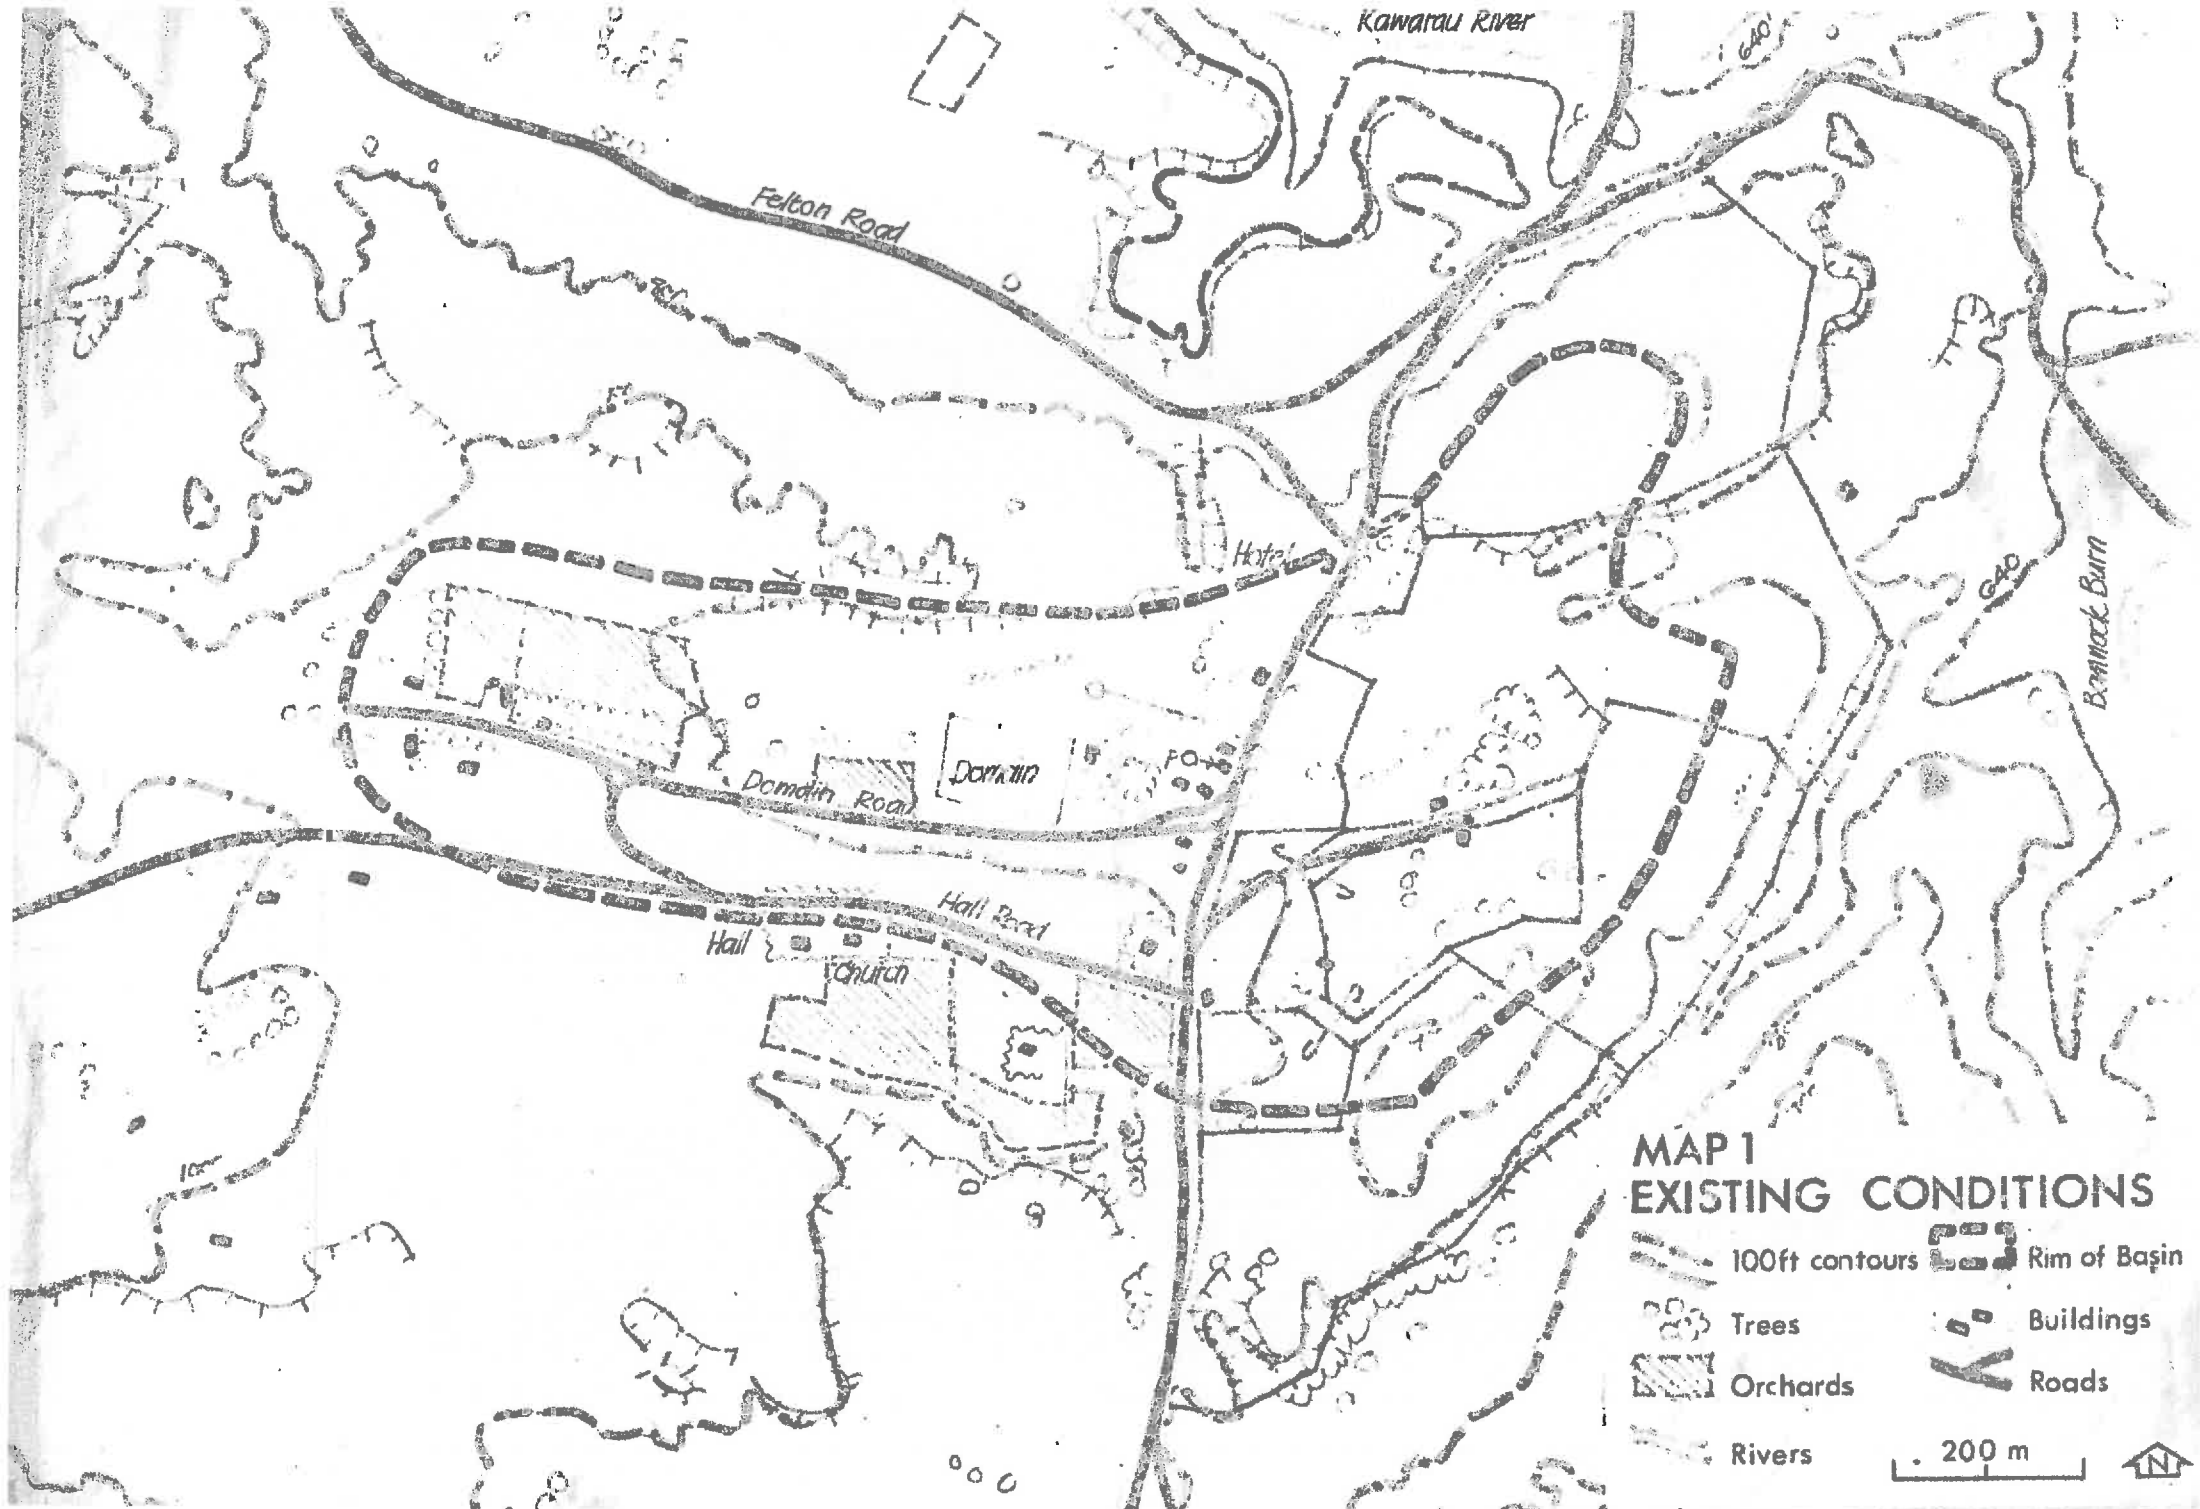 Kawarau River
640
Felton Road
Hotel
640
Bannock Burn
PO
Domain
Domain Road
Hall Road
Hall
Church
MAP 1
EXISTING CONDITIONS
100ft contours
Rim of Basin
Trees
Buildings
Orchards
Roads
Rivers
200 m
N